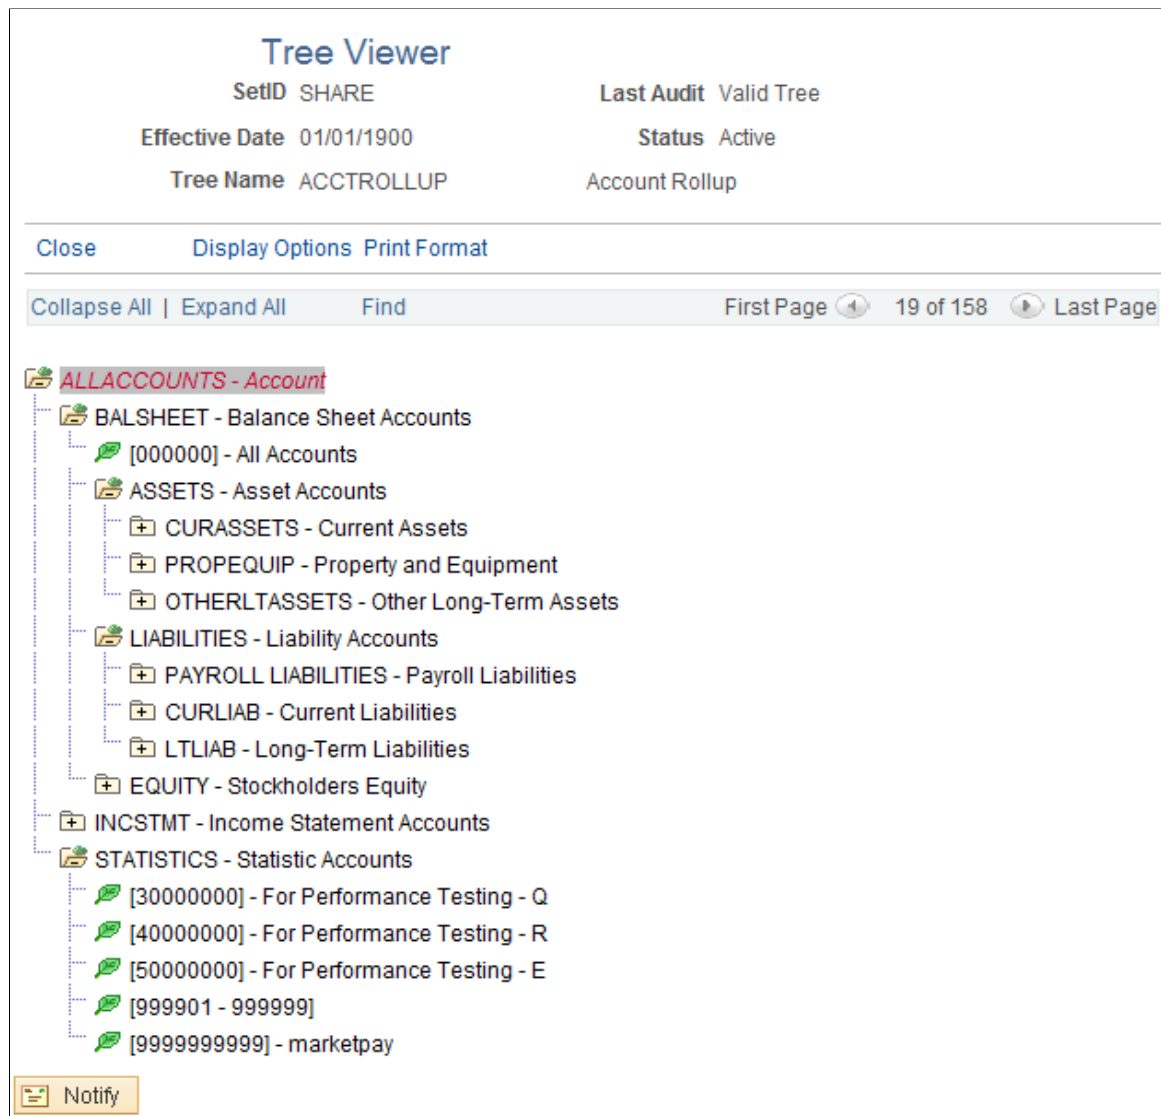 Tree Viewer
SetID SHARE Last Audit Valid Tree
Effective Date 01/01/1900 Status Active
Tree Name ACCTROLLUP Account Rollup
Close Display Options Print Format
Collapse All | Expand All Find First Page 19 of 158 Last Page
ALLACCOUNTS - Account
BALSHEET - Balance Sheet Accounts
[000000] - All Accounts
ASSETS - Asset Accounts
CURASSETS - Current Assets
PROPEQUIP - Property and Equipment
OTHERLTASSETS - Other Long-Term Assets
LIABILITIES - Liability Accounts
PAYROLL LIABILITIES - Payroll Liabilities
CURLIAB - Current Liabilities
LTLIAB - Long-Term Liabilities
EQUITY - Stockholders Equity
INCSTMT - Income Statement Accounts
STATISTICS - Statistic Accounts
[30000000] - For Performance Testing - Q
[40000000] - For Performance Testing - R
[50000000] - For Performance Testing - E
[999901 - 999999]
[9999999999] - marketpay
Notify